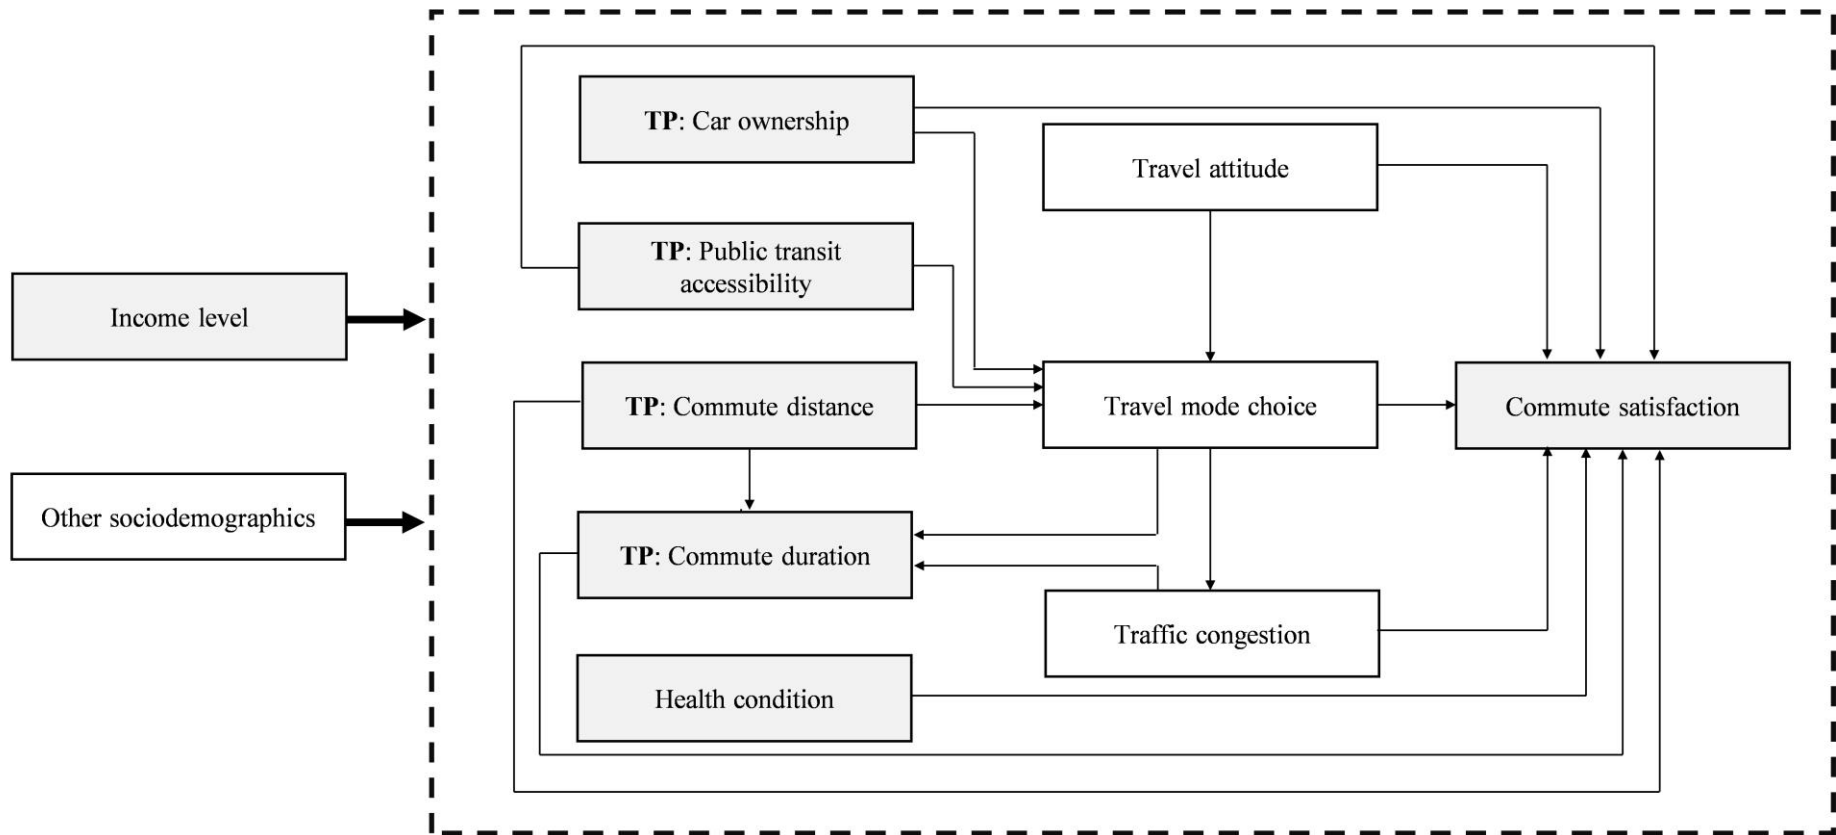 TP: Car ownership
Travel attitude
TP: Public transit
accessibility
Income level
TP: Commute distance
Travel mode choice
Commute satisfaction
Other sociodemographics
TP: Commute duration
Traffic congestion
Health condition